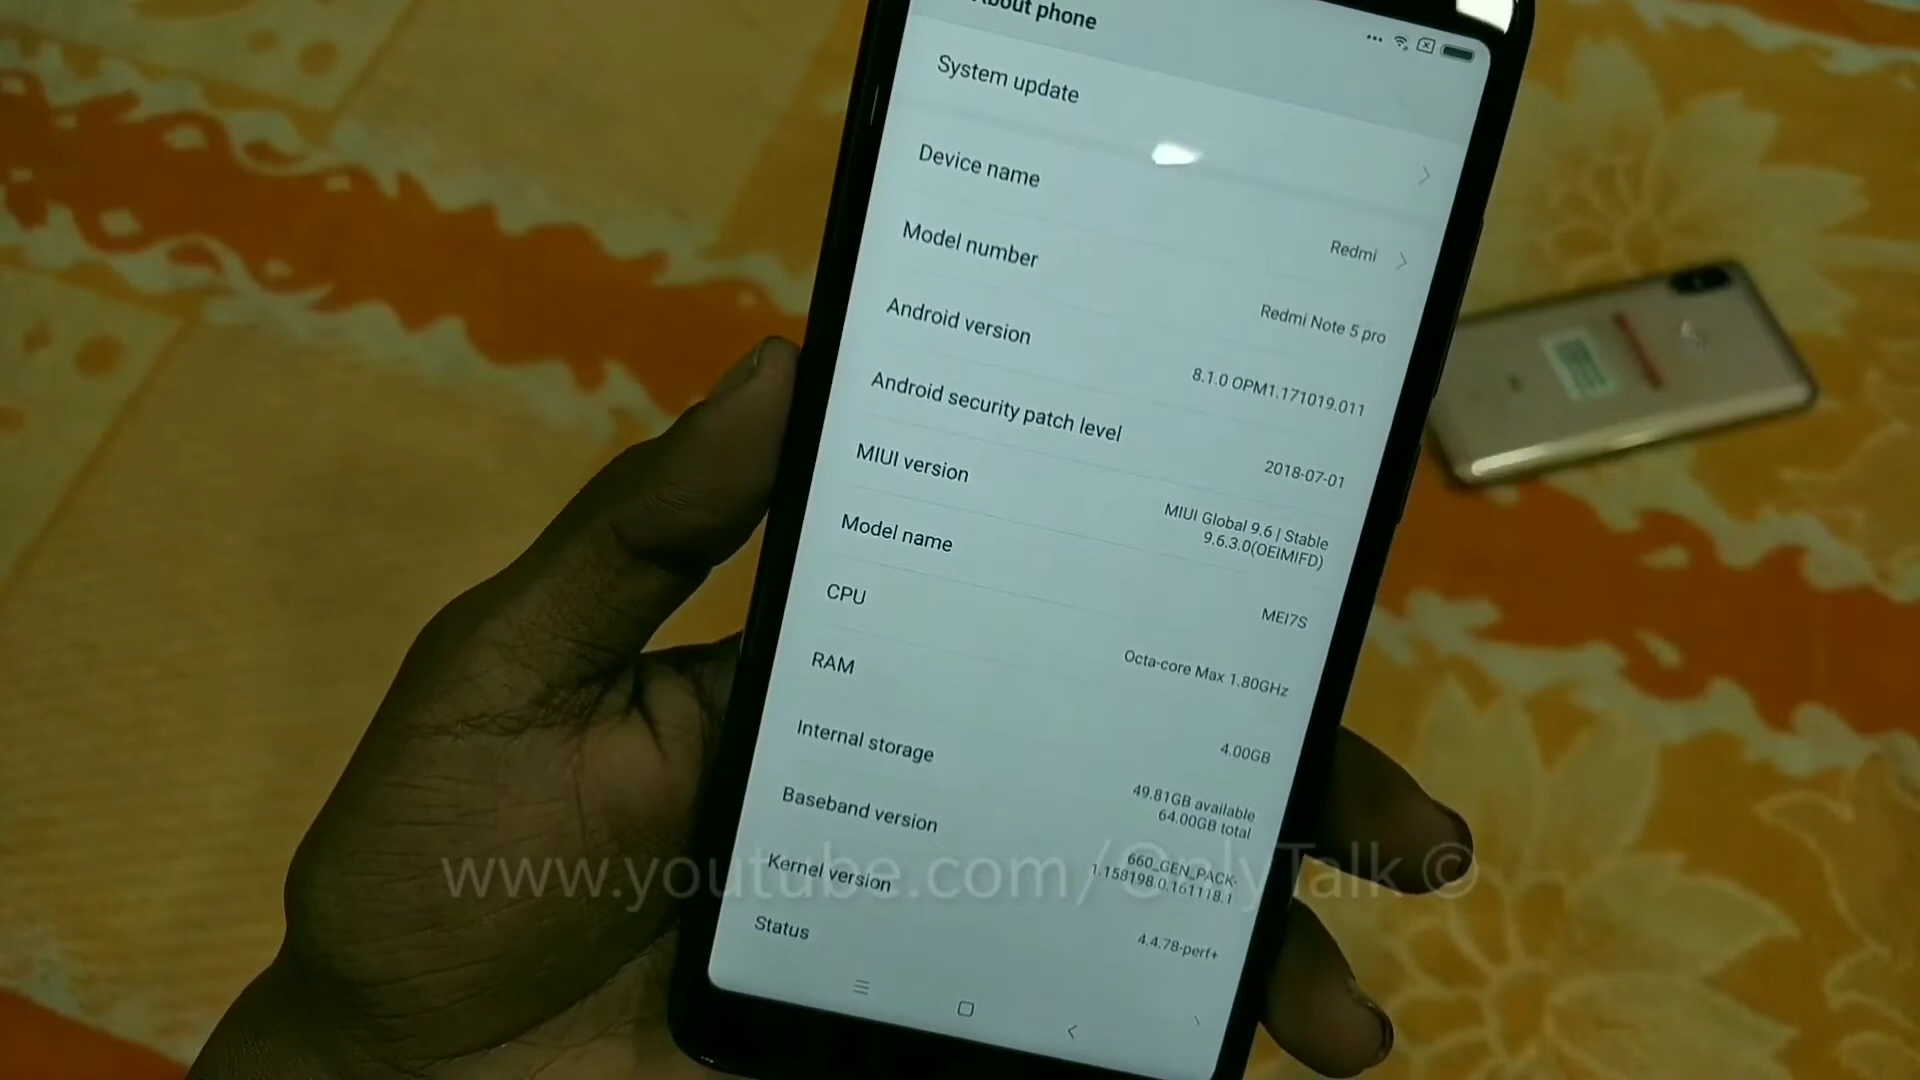 About phone
System update
Device name
Redmi
Model number
Redmi Note 5 pro
Android version
8.1.0 OPM1.171019.011
Android security patch level
2018-07-01
MIUI version
MIUI Global 9.6 | Stable
9.6.3.0(OEIMIFD)
Model name
MEI7S
CPU
Octa-core Max 1.80GHz
RAM
4.00GB
Internal storage
49.81GB available
64.00GB total
Baseband version
660_GEN_PACK-
1.158198.0.161118.1
Kernel version
4.4.78-perf+
Status
www.youtube.com/OnlyTalk ©